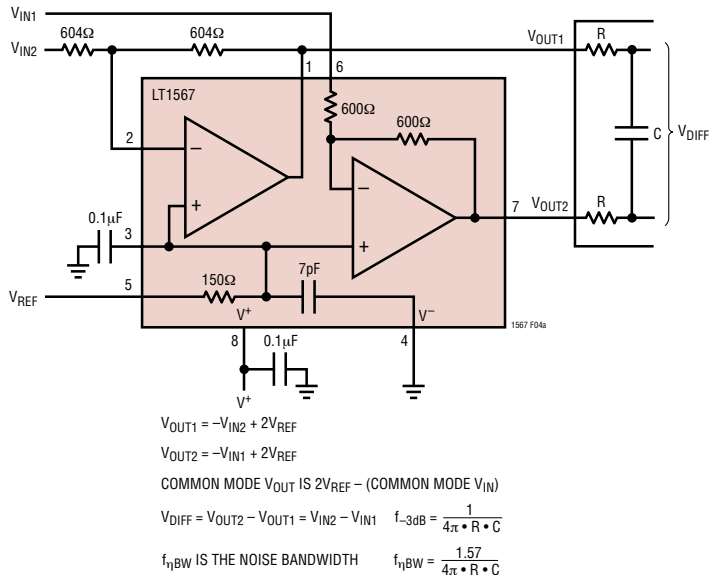 VIN1
VIN2
604Ω
604Ω
1
6
VOUT1
R
LT1567
600Ω
600Ω
2
−
+
−
+
C
VDIFF
0.1µF
3
7
VOUT2
R
VREF
5
150Ω
7pF
V+
V−
1567 F04a
8
0.1µF
4
V+
VOUT1 = –VIN2 + 2VREF
VOUT2 = –VIN1 + 2VREF
COMMON MODE VOUT IS 2VREF – (COMMON MODE VIN)
VDIFF = VOUT2 – VOUT1 = VIN2 – VIN1 f–3dB = 1 / 4π • R • C
fηBW IS THE NOISE BANDWIDTH fηBW = 1.57 / 4π • R • C